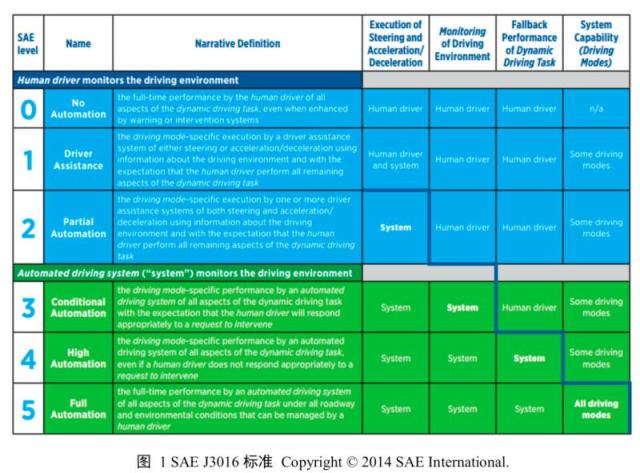 SAE level
Name
Narrative Definition
Execution of Steering and Acceleration/ Deceleration
Monitoring of Driving Environment
Fallback Performance of Dynamic Driving Task
System Capability (Driving Modes)
Human driver monitors the driving environment
0
No Automation
the full-time performance by the human driver of all
aspects of the dynamic driving task, even when enhanced
by warning or intervention systems
Human driver
Human driver
Human driver
n/a
1
Driver Assistance
the driving mode-specific execution by a driver assistance
system of either steering or acceleration/deceleration using
information about the driving environment and with the
expectation that the human driver perform all remaining
aspects of the dynamic driving task
Human driver and system
Human driver
Human driver
Some driving modes
2
Partial Automation
the driving mode-specific execution by one or more driver
assistance systems of both steering and acceleration/
deceleration using information about the driving
environment and with the expectation that the human
driver perform all remaining aspects of the dynamic driving
task
System
Human driver
Human driver
Some driving modes
Automated driving system ("system") monitors the driving environment
3
Conditional Automation
the driving mode-specific performance by an automated
driving system of all aspects of the dynamic driving task
with the expectation that the human driver will respond
appropriately to a request to intervene
System
System
Human driver
Some driving modes
4
High Automation
the driving mode-specific performance by an automated
driving system of all aspects of the dynamic driving task,
even if a human driver does not respond appropriately to a
request to intervene
System
System
System
Some driving modes
5
Full Automation
the full-time performance by an automated driving system
of all aspects of the dynamic driving task under all roadway
and environmental conditions that can be managed by a
human driver
System
System
System
All driving modes
图 1 SAE J3016 标准 Copyright © 2014 SAE International.